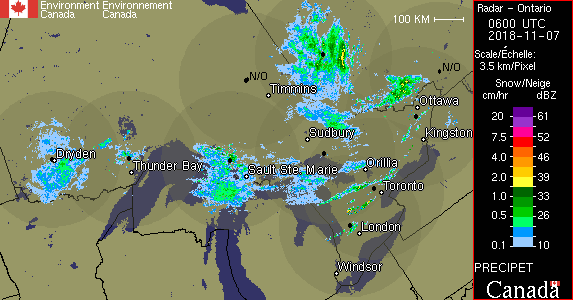 Environment Environnement
Canada Canada
100 KM
Radar - Ontario
0600 UTC
2018-11-07
Scale/Échelle:
3.5 km/Pixel
Snow/Neige
cm/hr dBZ
20 61
7.5 52
4.0 46
2.0 39
1.0 33
0.5 26
0.1 10
PRECIPET
Canada
N/O
N/O
Timmins
Ottawa
Sudbury
Kingston
Dryden
Thunder Bay
Sault Ste. Marie
Orillia
Toronto
London
Windsor